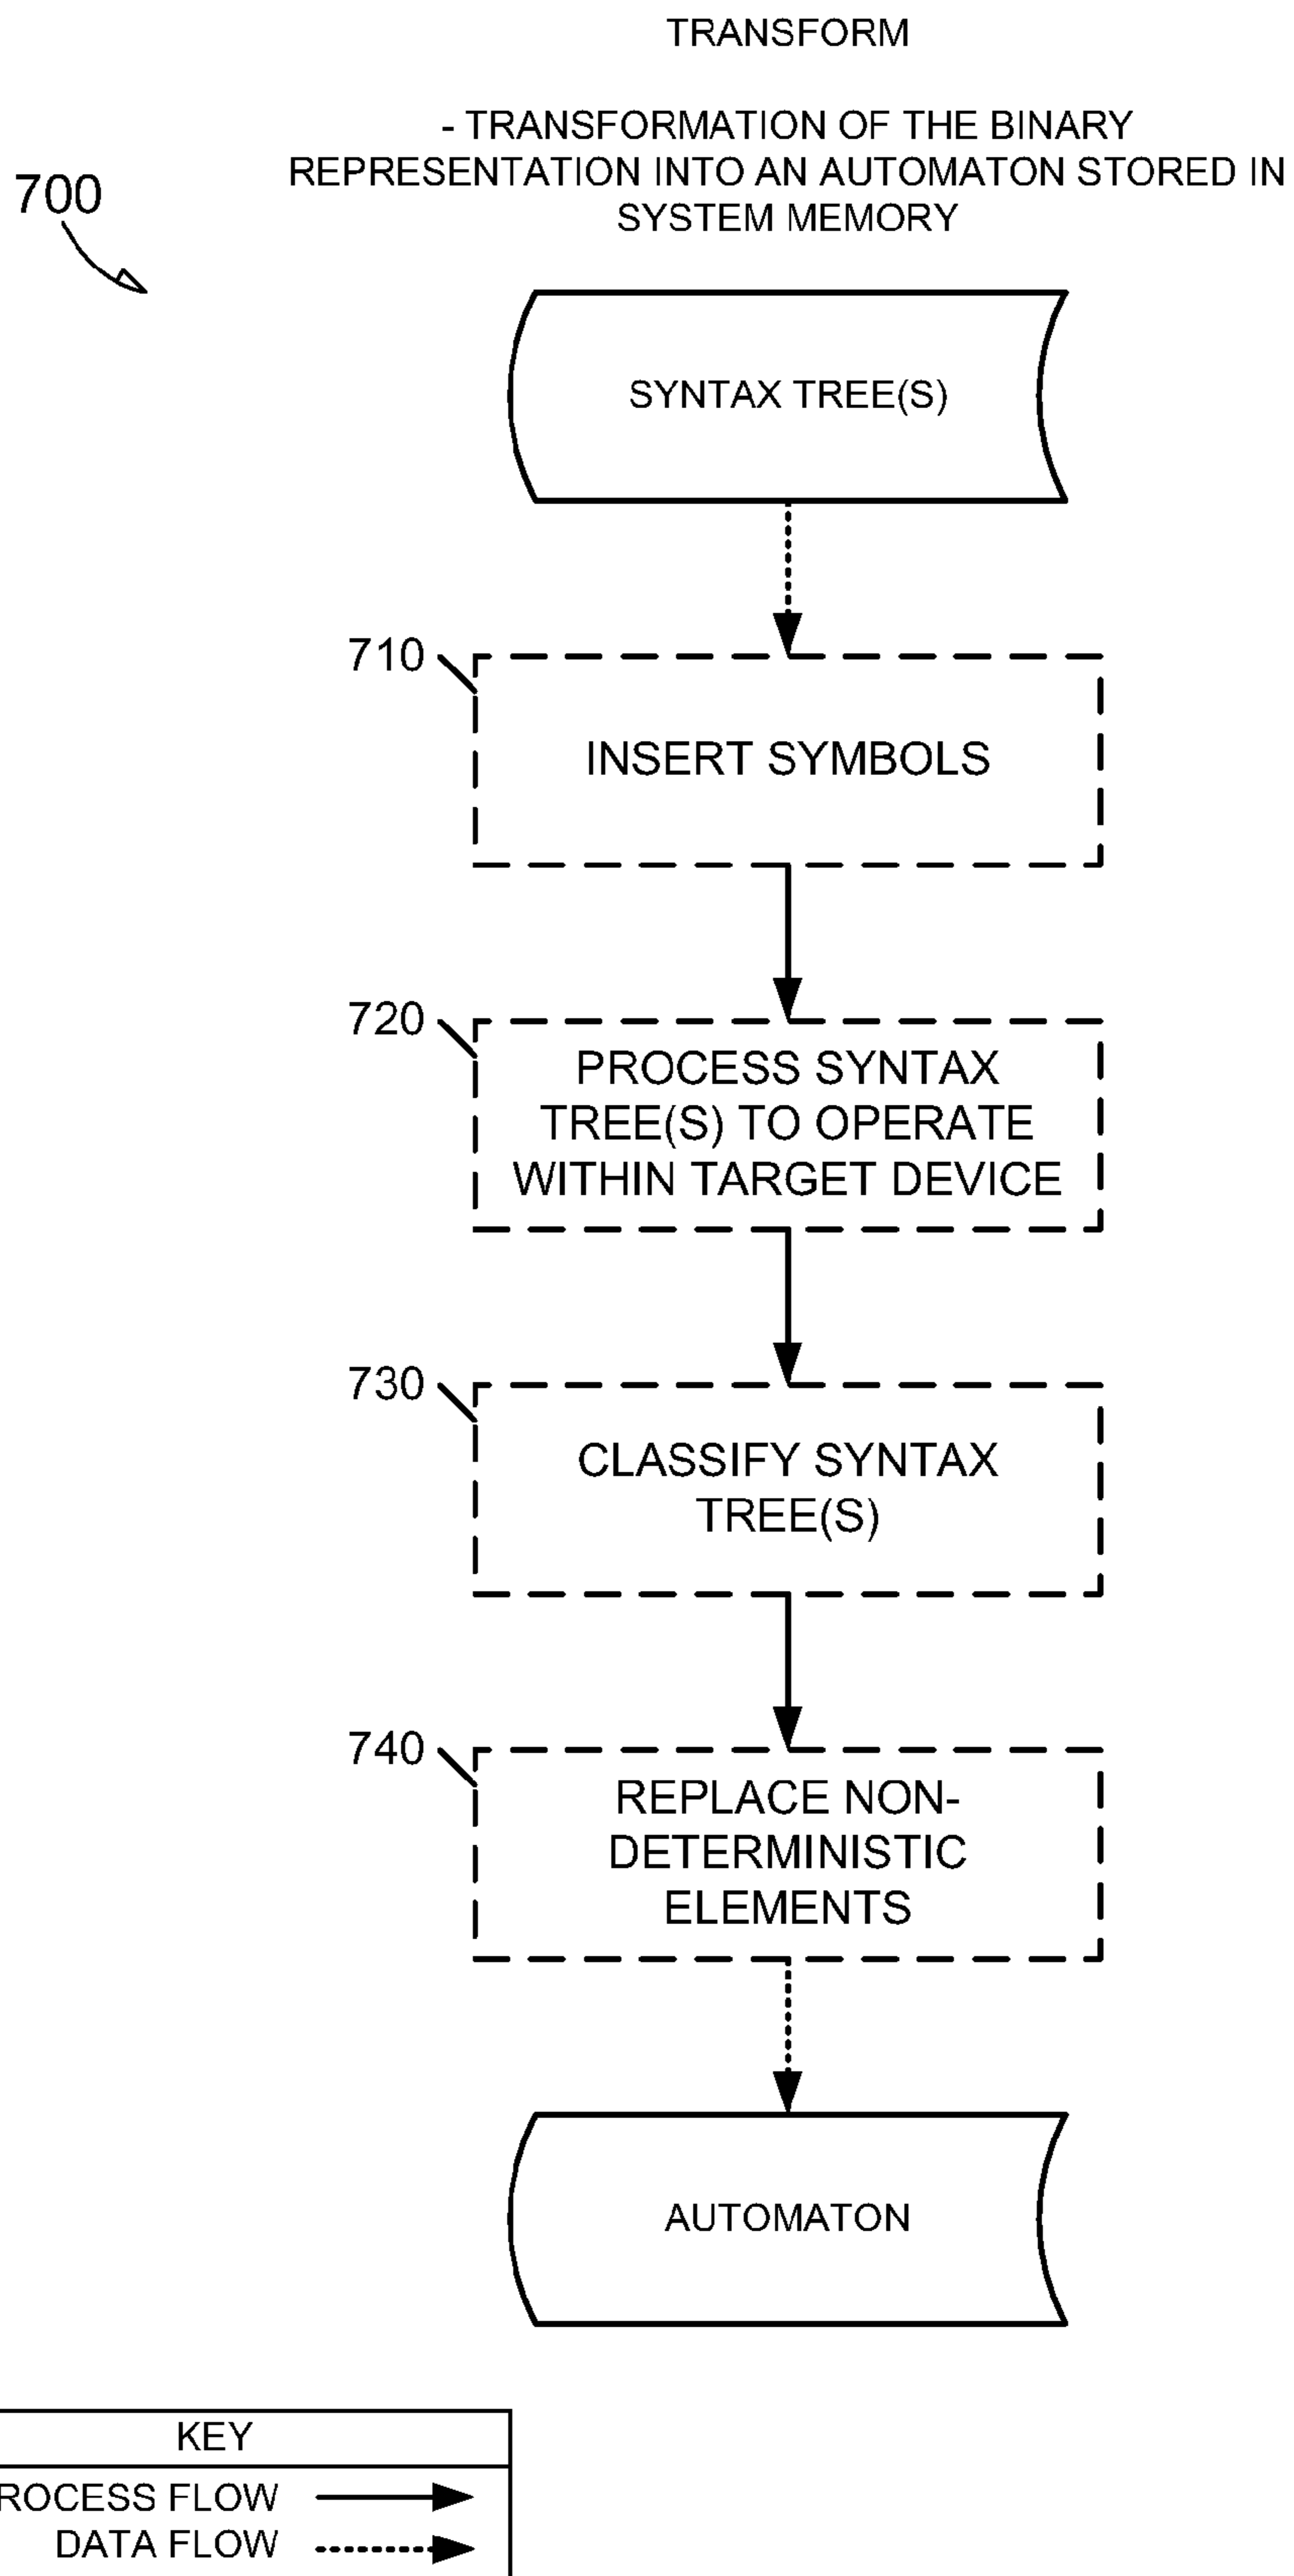 TRANSFORM
- TRANSFORMATION OF THE BINARY
REPRESENTATION INTO AN AUTOMATON STORED IN
SYSTEM MEMORY
700
SYNTAX TREE(S)
710
INSERT SYMBOLS
720
PROCESS SYNTAX
TREE(S) TO OPERATE
WITHIN TARGET DEVICE
730
CLASSIFY SYNTAX
TREE(S)
740
REPLACE NON-
DETERMINISTIC
ELEMENTS
AUTOMATON
KEY
ROCESS FLOW
DATA FLOW